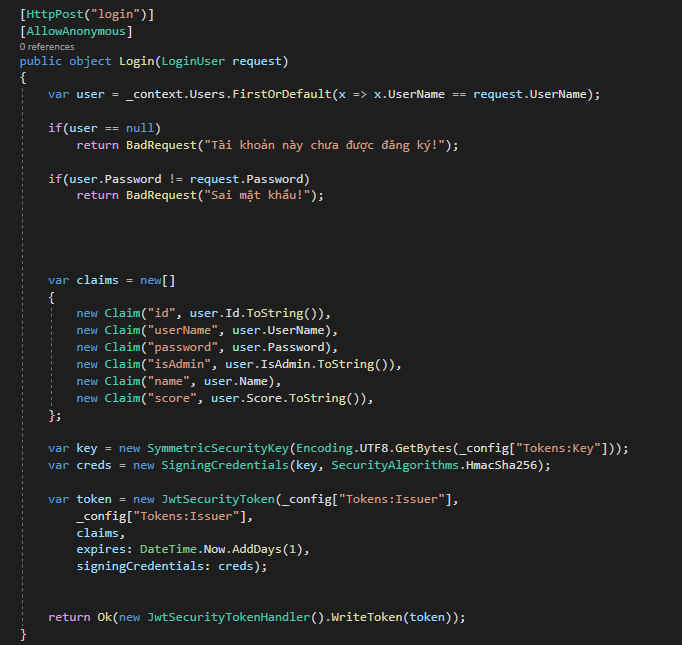 [HttpPost("login")]
[AllowAnonymous]
0 references
public object Login(LoginUser request)
{
    var user = _context.Users.FirstOrDefault(x => x.UserName == request.UserName);
    if(user == null)
        return BadRequest("Tài khoản này chưa được đăng ký!");
    if(user.Password != request.Password)
        return BadRequest("Sai mật khẩu!");
    var claims = new[]
    {
        new Claim("id", user.Id.ToString()),
        new Claim("userName", user.UserName),
        new Claim("password", user.Password),
        new Claim("isAdmin", user.IsAdmin.ToString()),
        new Claim("name", user.Name),
        new Claim("score", user.Score.ToString()),
    };
    var key = new SymmetricSecurityKey(Encoding.UTF8.GetBytes(_config["Tokens:Key"]));
    var creds = new SigningCredentials(key, SecurityAlgorithms.HmacSha256);
    var token = new JwtSecurityToken(_config["Tokens:Issuer"],
        _config["Tokens:Issuer"],
        claims,
        expires: DateTime.Now.AddDays(1),
        signingCredentials: creds);
    return Ok(new JwtSecurityTokenHandler().WriteToken(token));
}